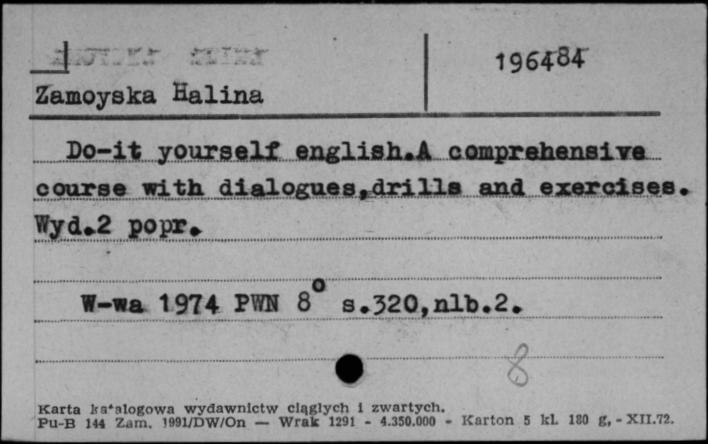 196484
Zamoyska Halina
Do-it yourself english.A comprehensive
course with dialogues,drills and exercises.
Wyd.2 popr.
W-wa 1974 PWN 8° s.320,nlb.2.
8
Karta katalogowa wydawnictw ciągłych i zwartych.
Pu-B 144 Zam. 1991/DW/On — Wrak 1291 - 4.350.000 - Karton 5 kl. 180 g, - XII.72.